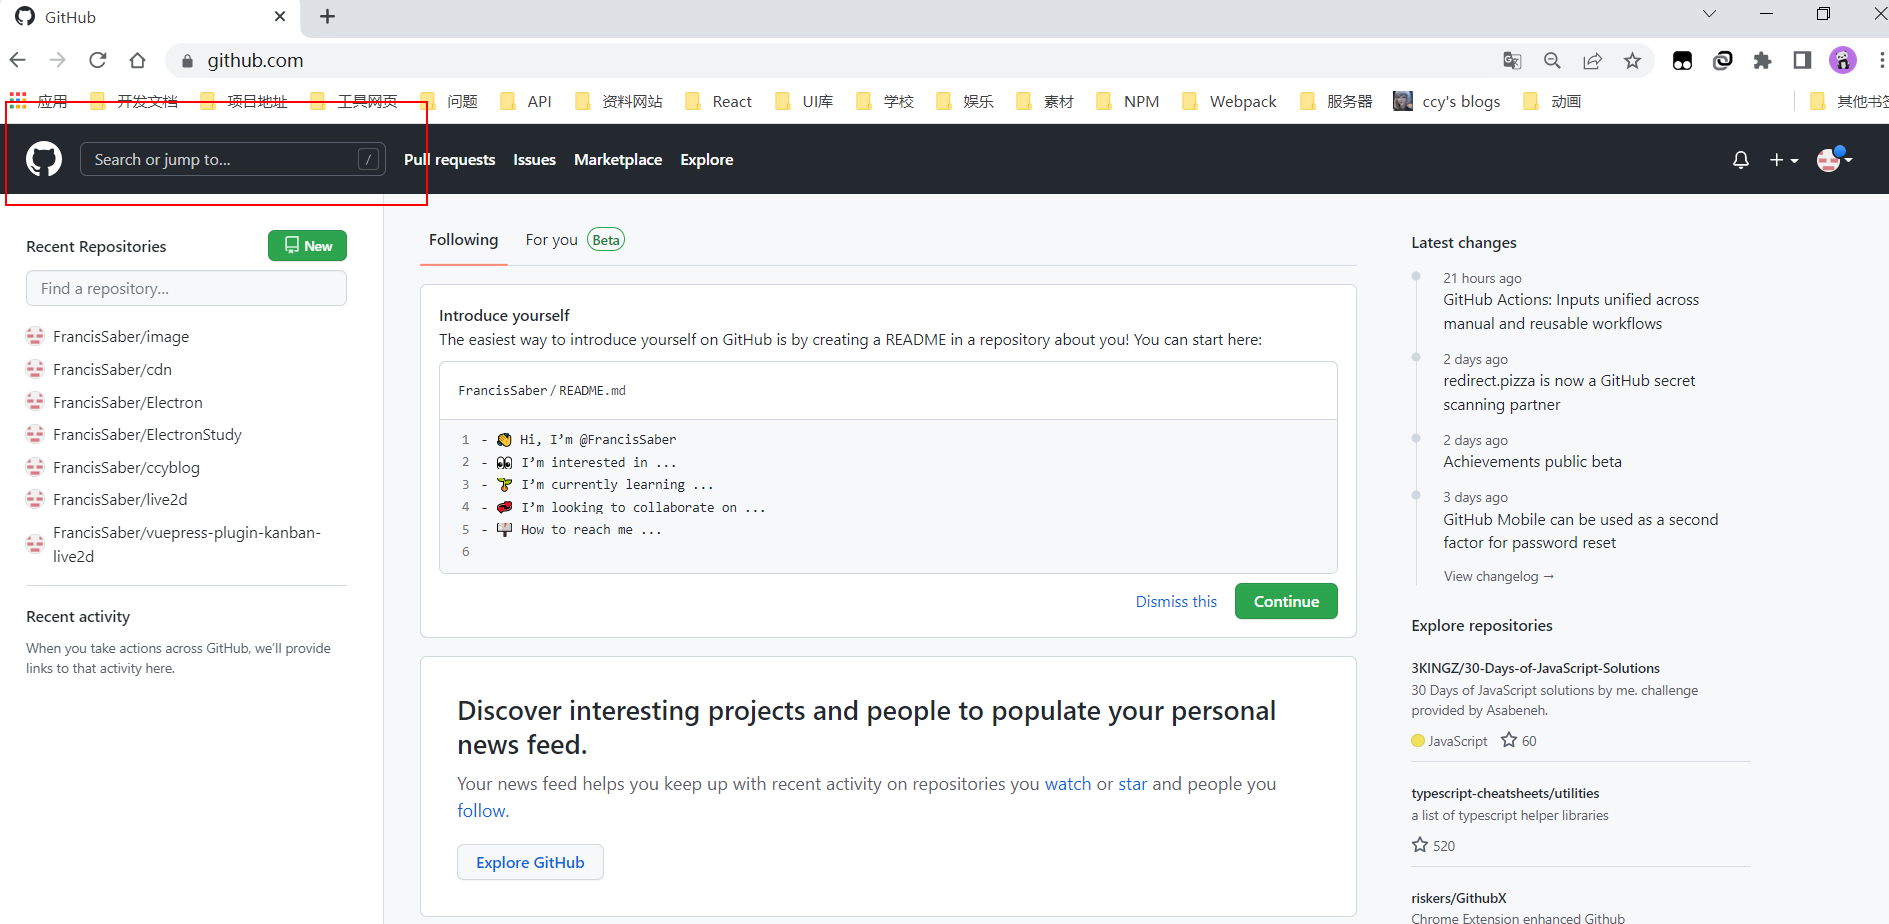 GitHub
github.com
应用 开发文档 项目地址 工具网页 问题 API 资料网站 React UI库 学校 娱乐 素材 NPM Webpack 服务器 ccy's blogs 动画 其他书签
Search or jump to... / Pull requests Issues Marketplace Explore
Recent Repositories
New
Find a repository...
FrancisSaber/image
FrancisSaber/cdn
FrancisSaber/Electron
FrancisSaber/ElectronStudy
FrancisSaber/ccyblog
FrancisSaber/live2d
FrancisSaber/vuepress-plugin-kanban-
live2d
Recent activity
When you take actions across GitHub, we'll provide
links to that activity here.
Following For you Beta
Introduce yourself
The easiest way to introduce yourself on GitHub is by creating a README in a repository about you! You can start here:
FrancisSaber / README.md
1 - 👋 Hi, I’m @FrancisSaber
2 - 👀 I’m interested in ...
3 - 🌱 I’m currently learning ...
4 - 💞️ I’m looking to collaborate on ...
5 - 📫 How to reach me ...
6
Dismiss this Continue
Discover interesting projects and people to populate your personal
news feed.
Your news feed helps you keep up with recent activity on repositories you watch or star and people you
follow.
Explore GitHub
Latest changes
21 hours ago
GitHub Actions: Inputs unified across
manual and reusable workflows
2 days ago
redirect.pizza is now a GitHub secret
scanning partner
2 days ago
Achievements public beta
3 days ago
GitHub Mobile can be used as a second
factor for password reset
View changelog →
Explore repositories
3KINGZ/30-Days-of-JavaScript-Solutions
30 Days of JavaScript solutions by me. challenge
provided by Asabeneh.
JavaScript 60
typescript-cheatsheets/utilities
a list of typescript helper libraries
520
riskers/GithubX
Chrome Extension enhanced Github